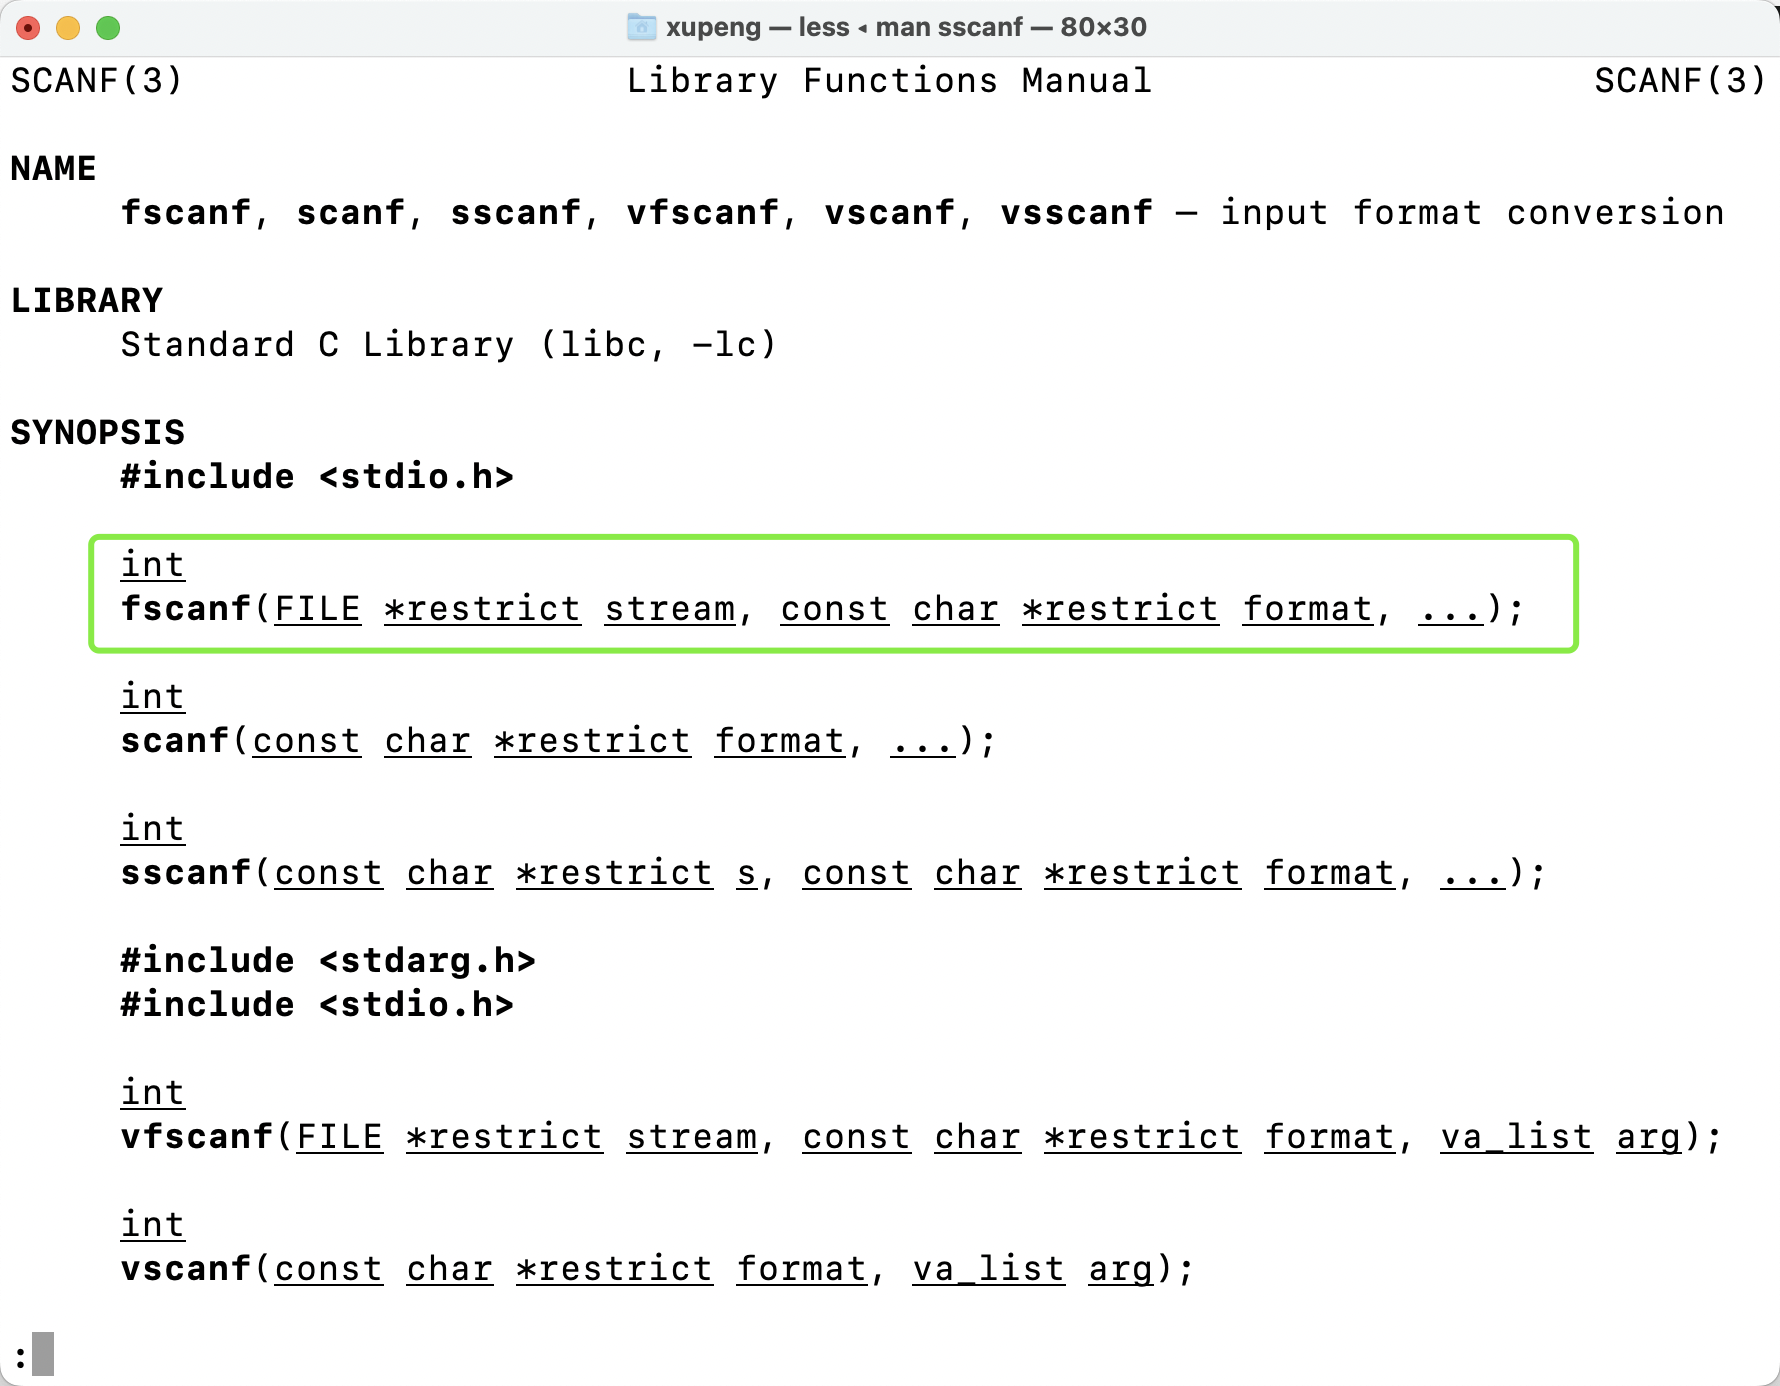 xupeng — less ◂ man sscanf — 80×30
SCANF(3) Library Functions Manual SCANF(3)
NAME
fscanf, scanf, sscanf, vfscanf, vscanf, vsscanf – input format conversion
LIBRARY
Standard C Library (libc, -lc)
SYNOPSIS
#include <stdio.h>
int
fscanf(FILE *restrict stream, const char *restrict format, ...);
int
scanf(const char *restrict format, ...);
int
sscanf(const char *restrict s, const char *restrict format, ...);
#include <stdarg.h>
#include <stdio.h>
int
vfscanf(FILE *restrict stream, const char *restrict format, va_list arg);
int
vscanf(const char *restrict format, va_list arg);
: